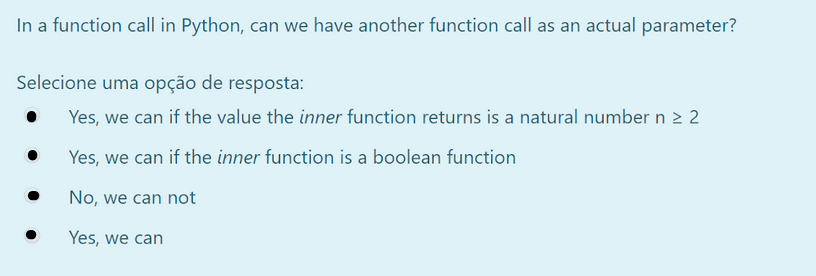 In a function call in Python, can we have another function call as an actual parameter?
Selecione uma opção de resposta:
Yes, we can if the value the inner function returns is a natural number n ≥ 2
Yes, we can if the inner function is a boolean function
No, we can not
Yes, we can